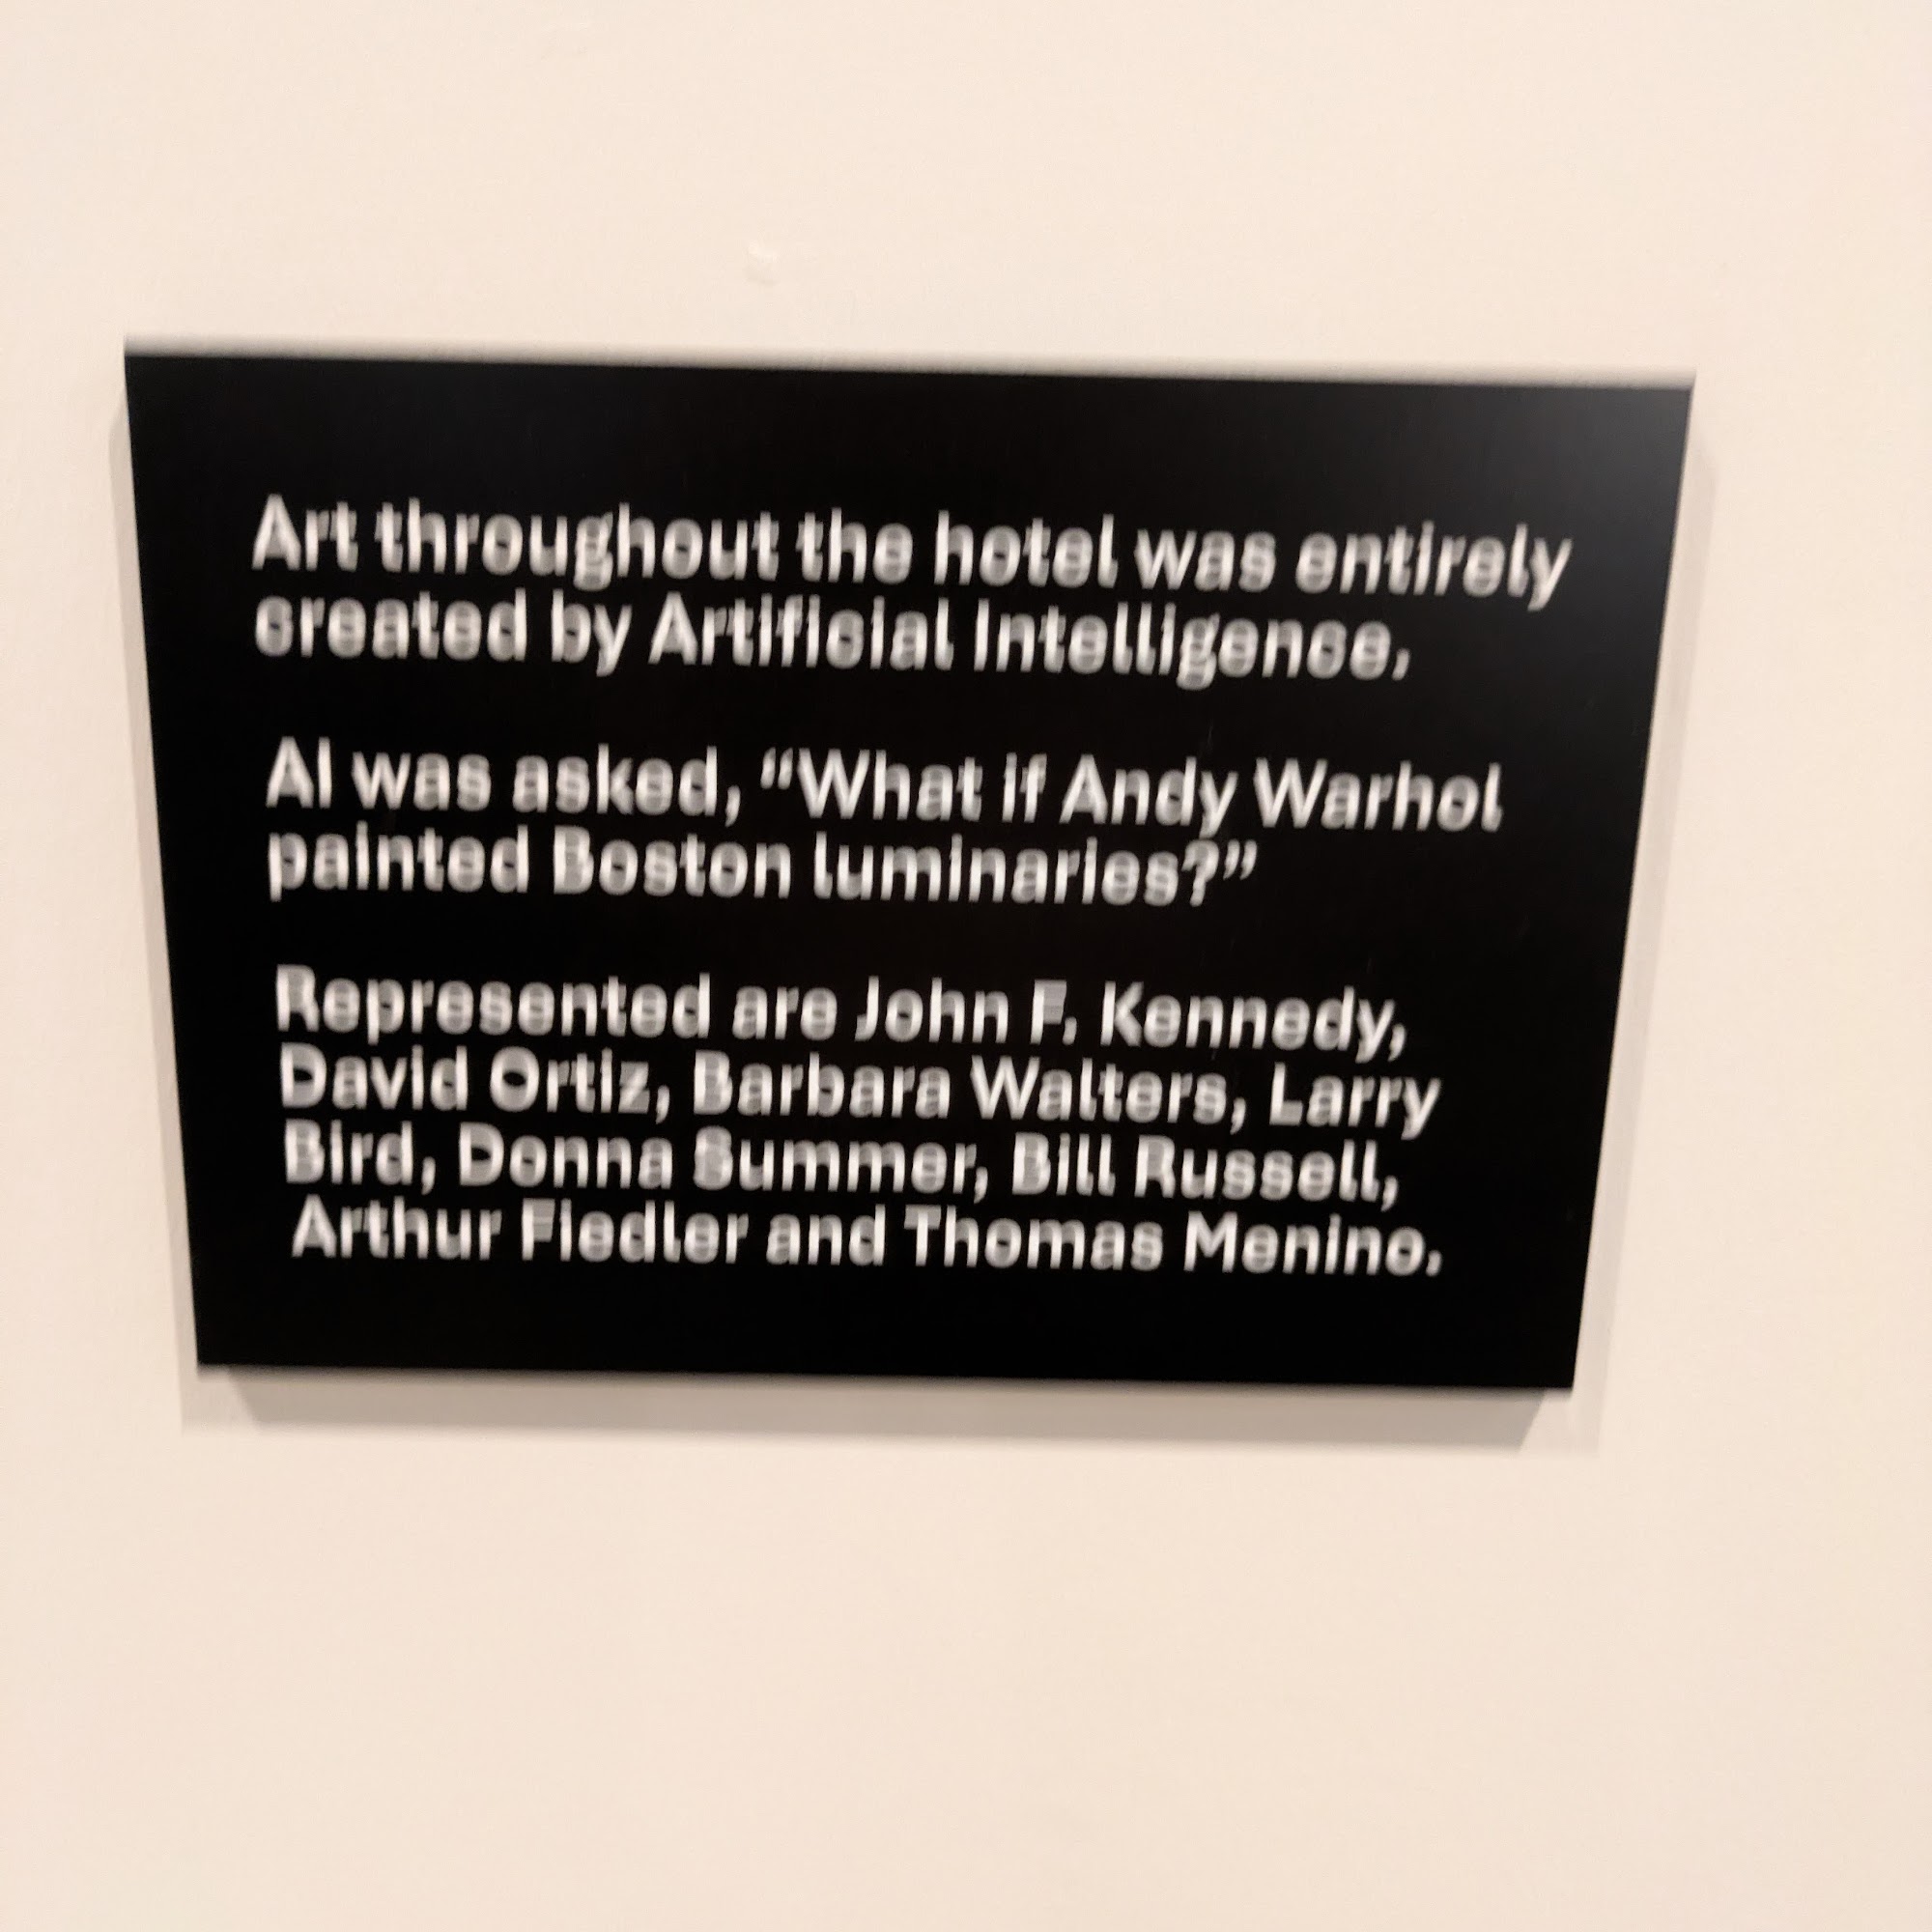 Art throughout the hotel was entirely
created by Artificial Intelligence.
AI was asked, “What if Andy Warhol
painted Boston luminaries?”
Represented are John F. Kennedy,
David Ortiz, Barbara Walters, Larry
Bird, Donna Summer, Bill Russell,
Arthur Fiedler and Thomas Menino.